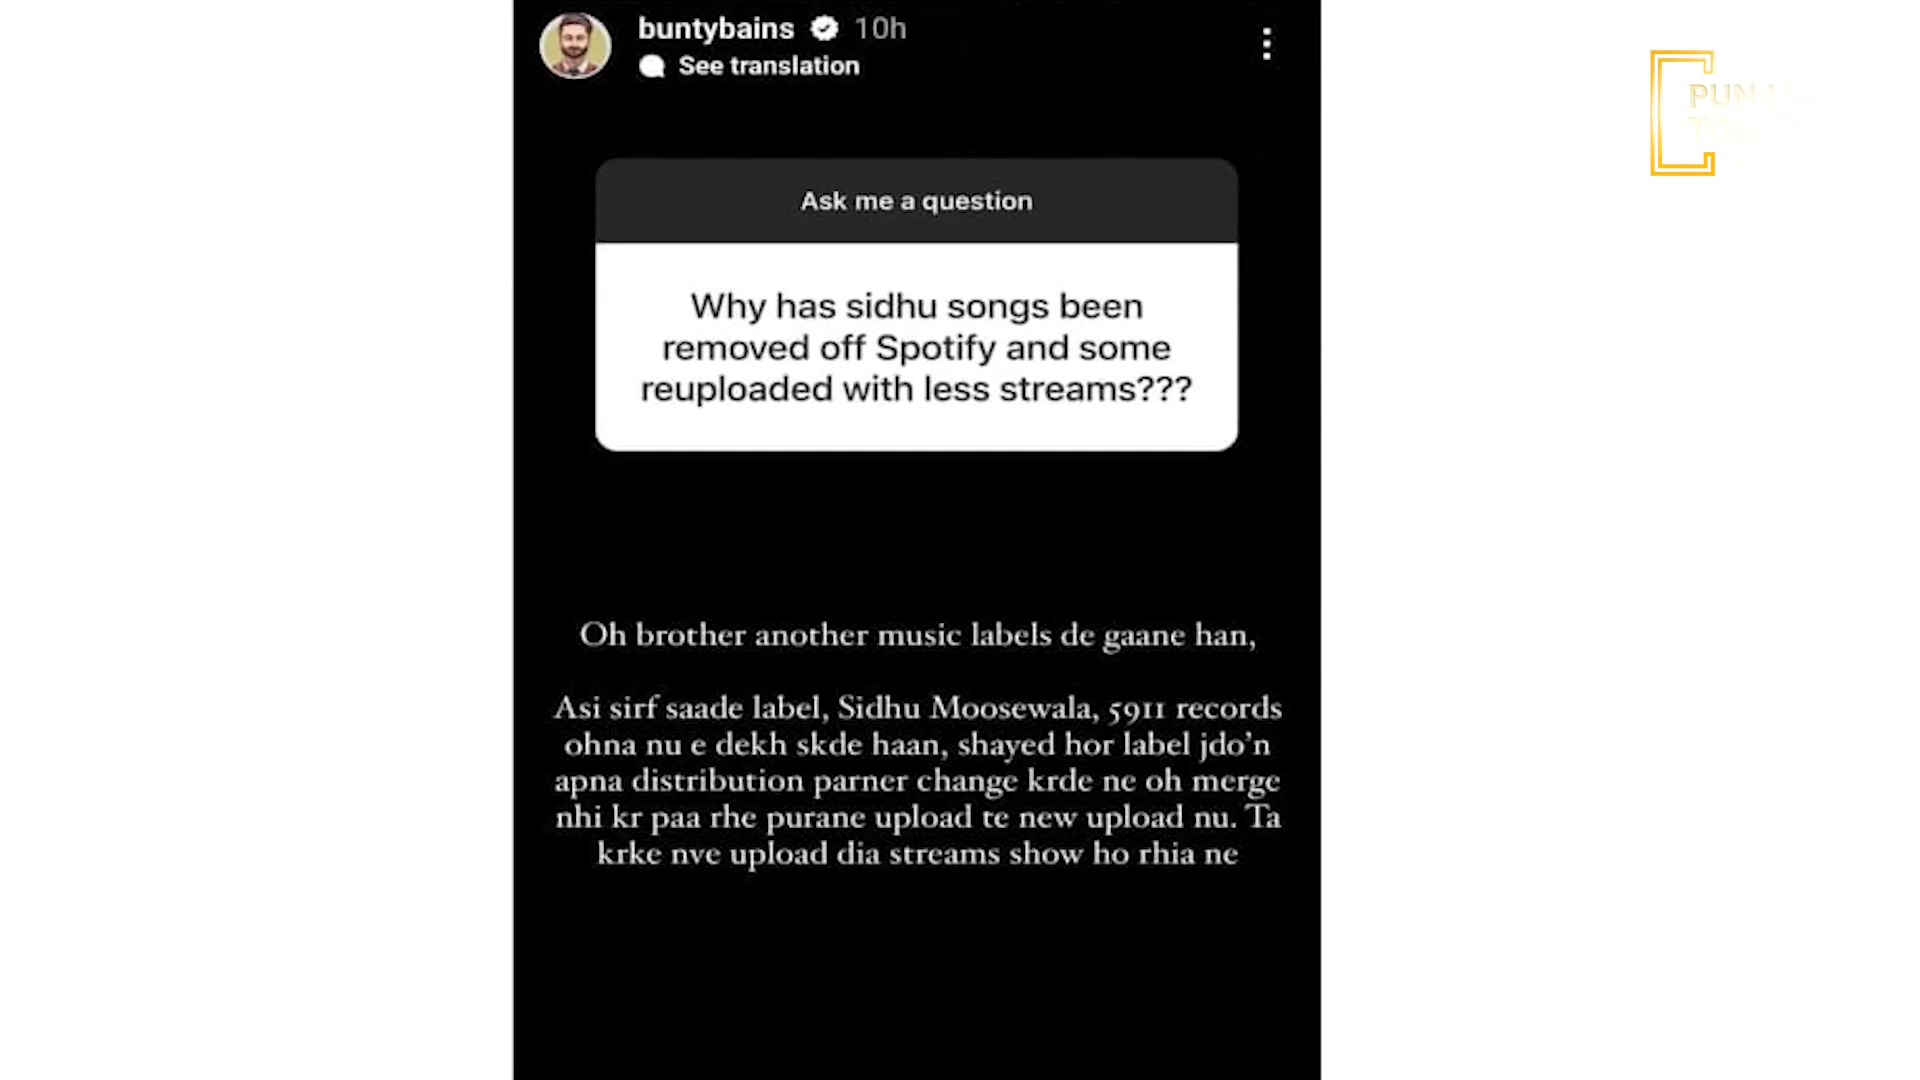 buntybains 10h
See translation
Ask me a question
Why has sidhu songs been
removed off Spotify and some
reuploaded with less streams???
Oh brother another music labels de gaane han,
Asi sirf saade label, Sidhu Moosewala, 5911 records
ohna nu e dekh skde haan, shayed hor label jdo'n
apna distribution parner change krde ne oh merge
nhi kr paa rhe purane upload te new upload nu. Ta
krke nve upload dia streams show ho rhia ne